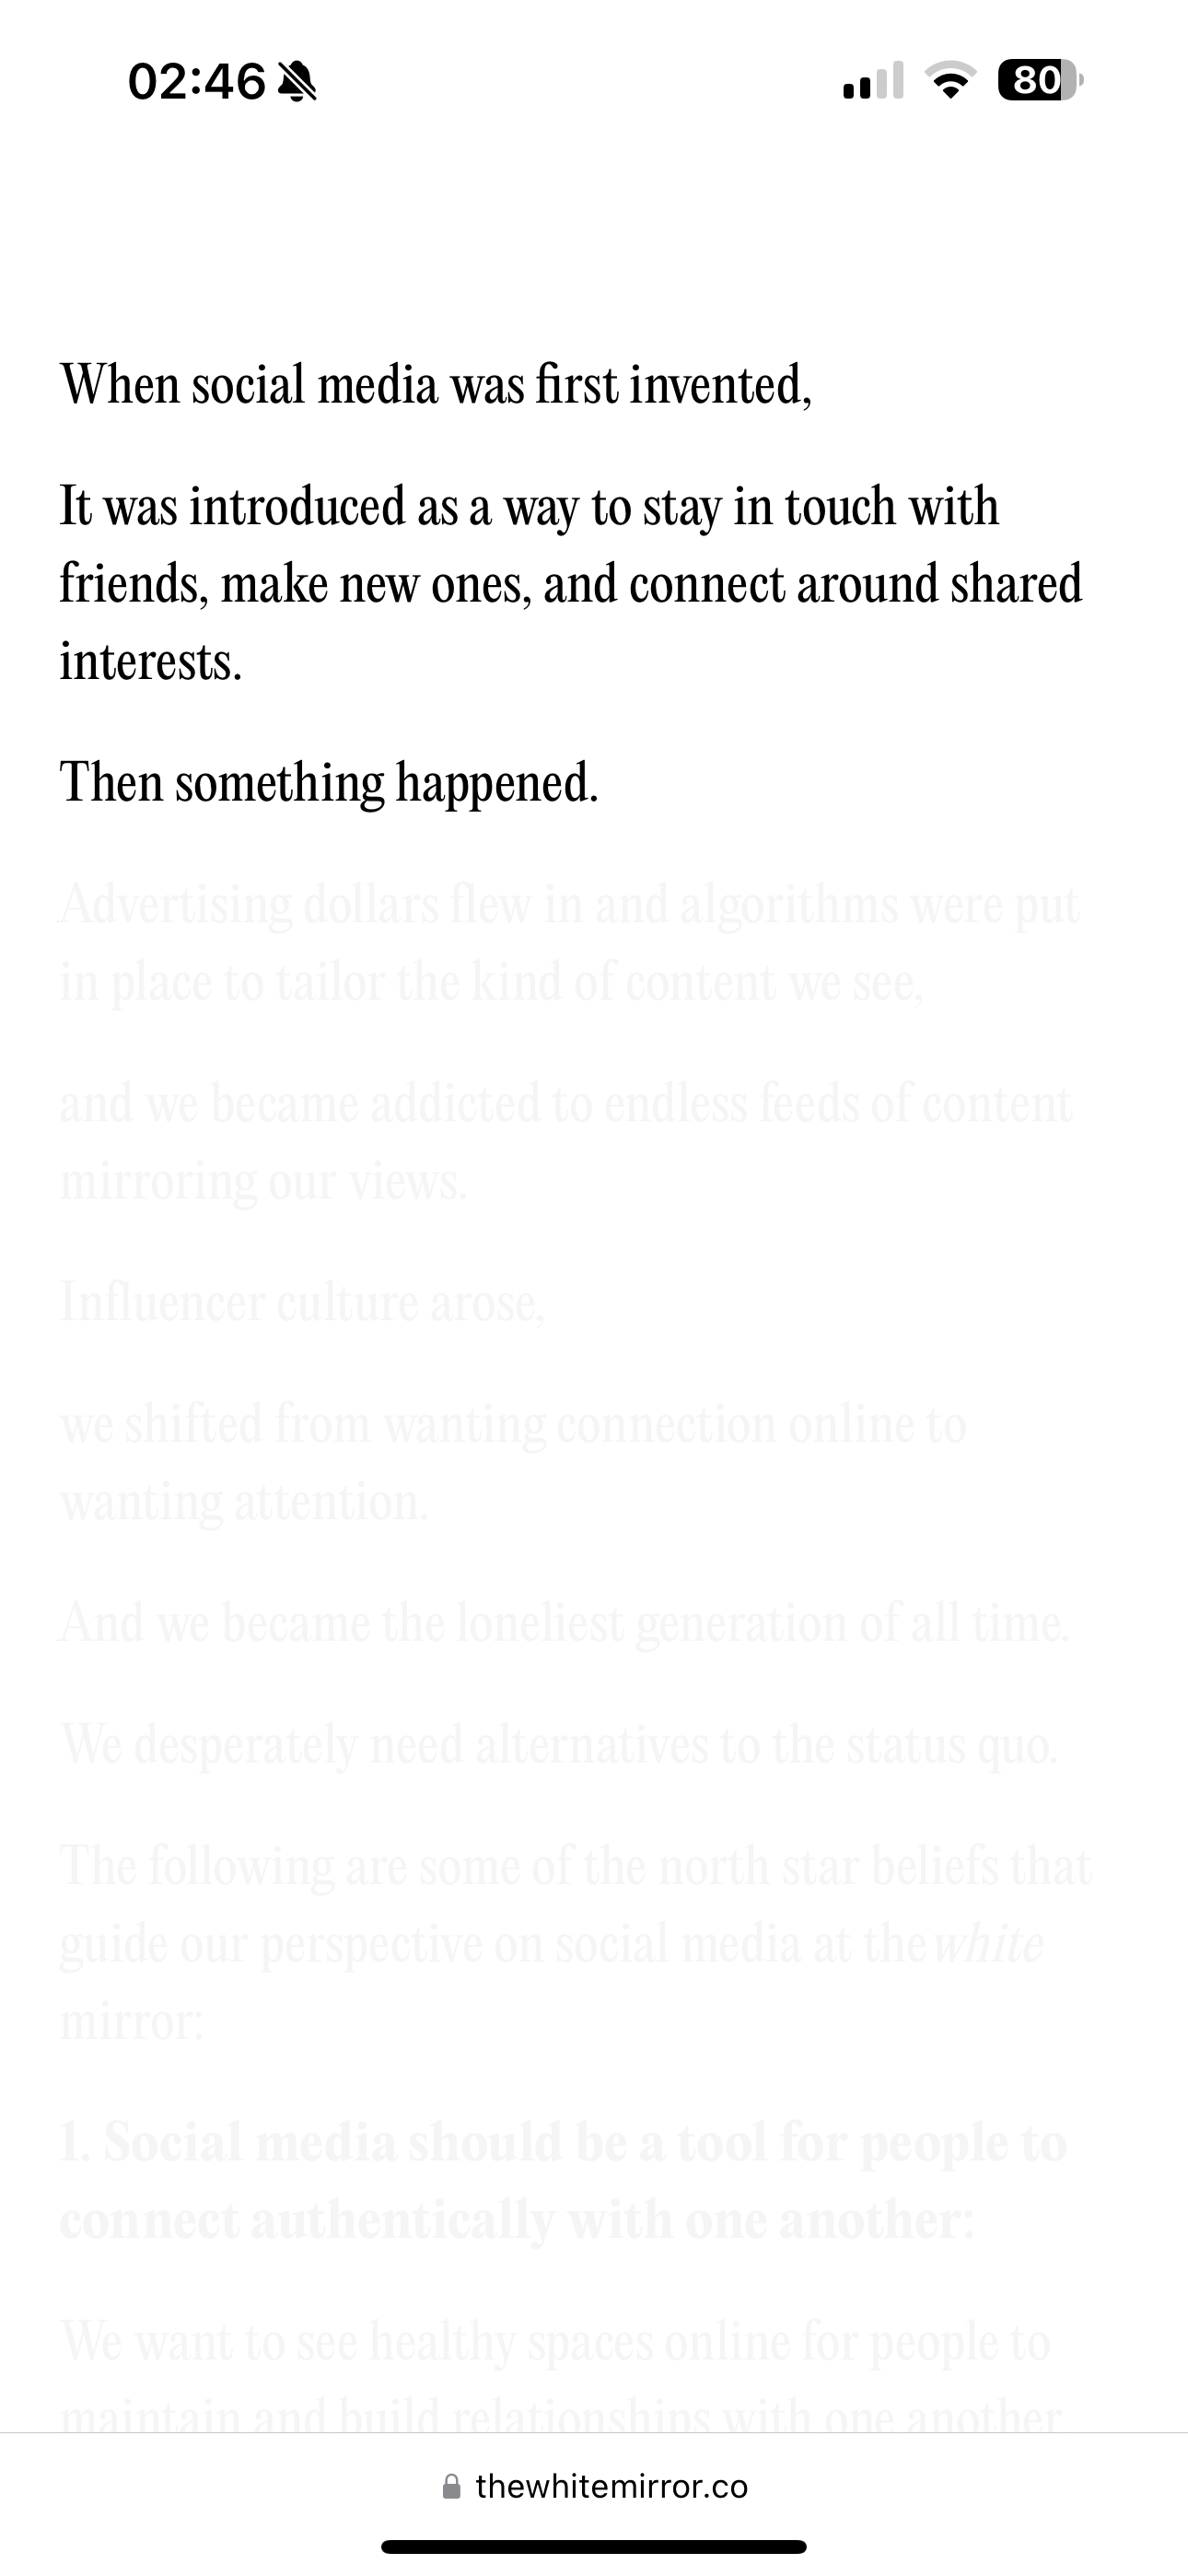 02:46
80
When social media was first invented,
It was introduced as a way to stay in touch with
friends, make new ones, and connect around shared
interests.
Then something happened.
Advertising dollars flew in and algorithms were put
in place to tailor the kind of content we see,
and we became addicted to endless feeds of content
mirroring our views.
Influencer culture arose,
we shifted from wanting connection online to
wanting attention.
And we became the loneliest generation of all time.
We desperately need alternatives to the status quo.
The following are some of the north star beliefs that
guide our perspective on social media at the white
mirror:
1. Social media should be a tool for people to
connect authentically with one another:
We want to see healthy spaces online for people to
maintain and build relationships with one another
thewhitemirror.co